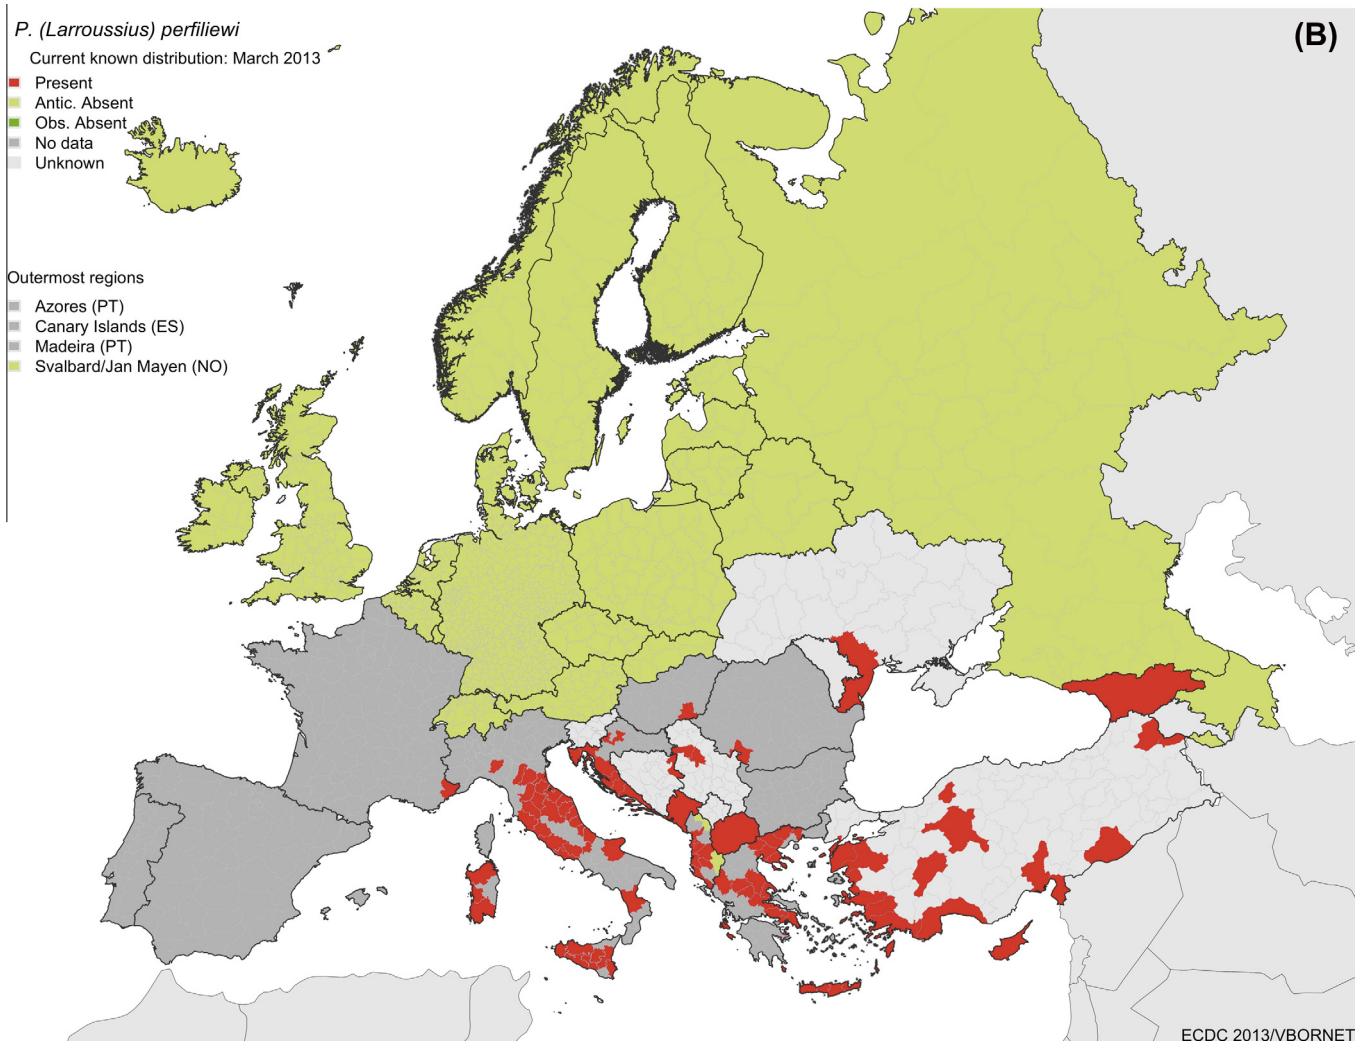 P. (Larroussius) perfiliewi
(B)
Current known distribution: March 2013
Present
Antic. Absent
Obs. Absent
No data
Unknown
Outermost regions
Azores (PT)
Canary Islands (ES)
Madeira (PT)
Svalbard/Jan Mayen (NO)
ECDC 2013/VBORNET